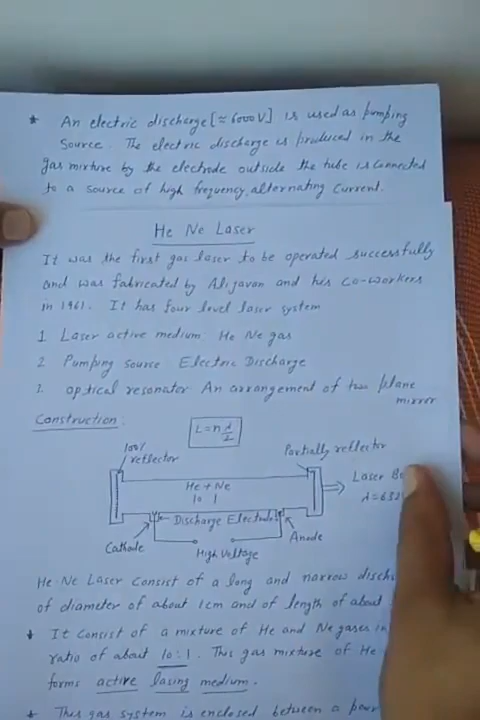 * An electric discharge [≈ 6000V] is used as pumping
source. The electric discharge is produced in the
gas mixture by the electrode outside the tube is connected
to a source of high frequency alternating current.
He Ne Laser
It was the first gas laser to be operated successfully
and was fabricated by Ali Javan and his co-workers
in 1961. It has four level laser system
1 Laser active medium He Ne gas
2 Pumping source Electric Discharge
3. optical resonator An arrangement of two plane
mirror
Construction:
L = n λ/2
100%
reflector
Partially reflector
He + Ne
10 1
Laser
λ=632
Discharge Electrode
Cathode
Anode
High Voltage
He-Ne Laser consist of a long and narrow
of diameter of about 1cm and of length of about
* It consist of a mixture of He and Ne gases in
ratio of about 10:1. This gas mixture of He
forms active lasing medium.
* This gas system is enclosed between a